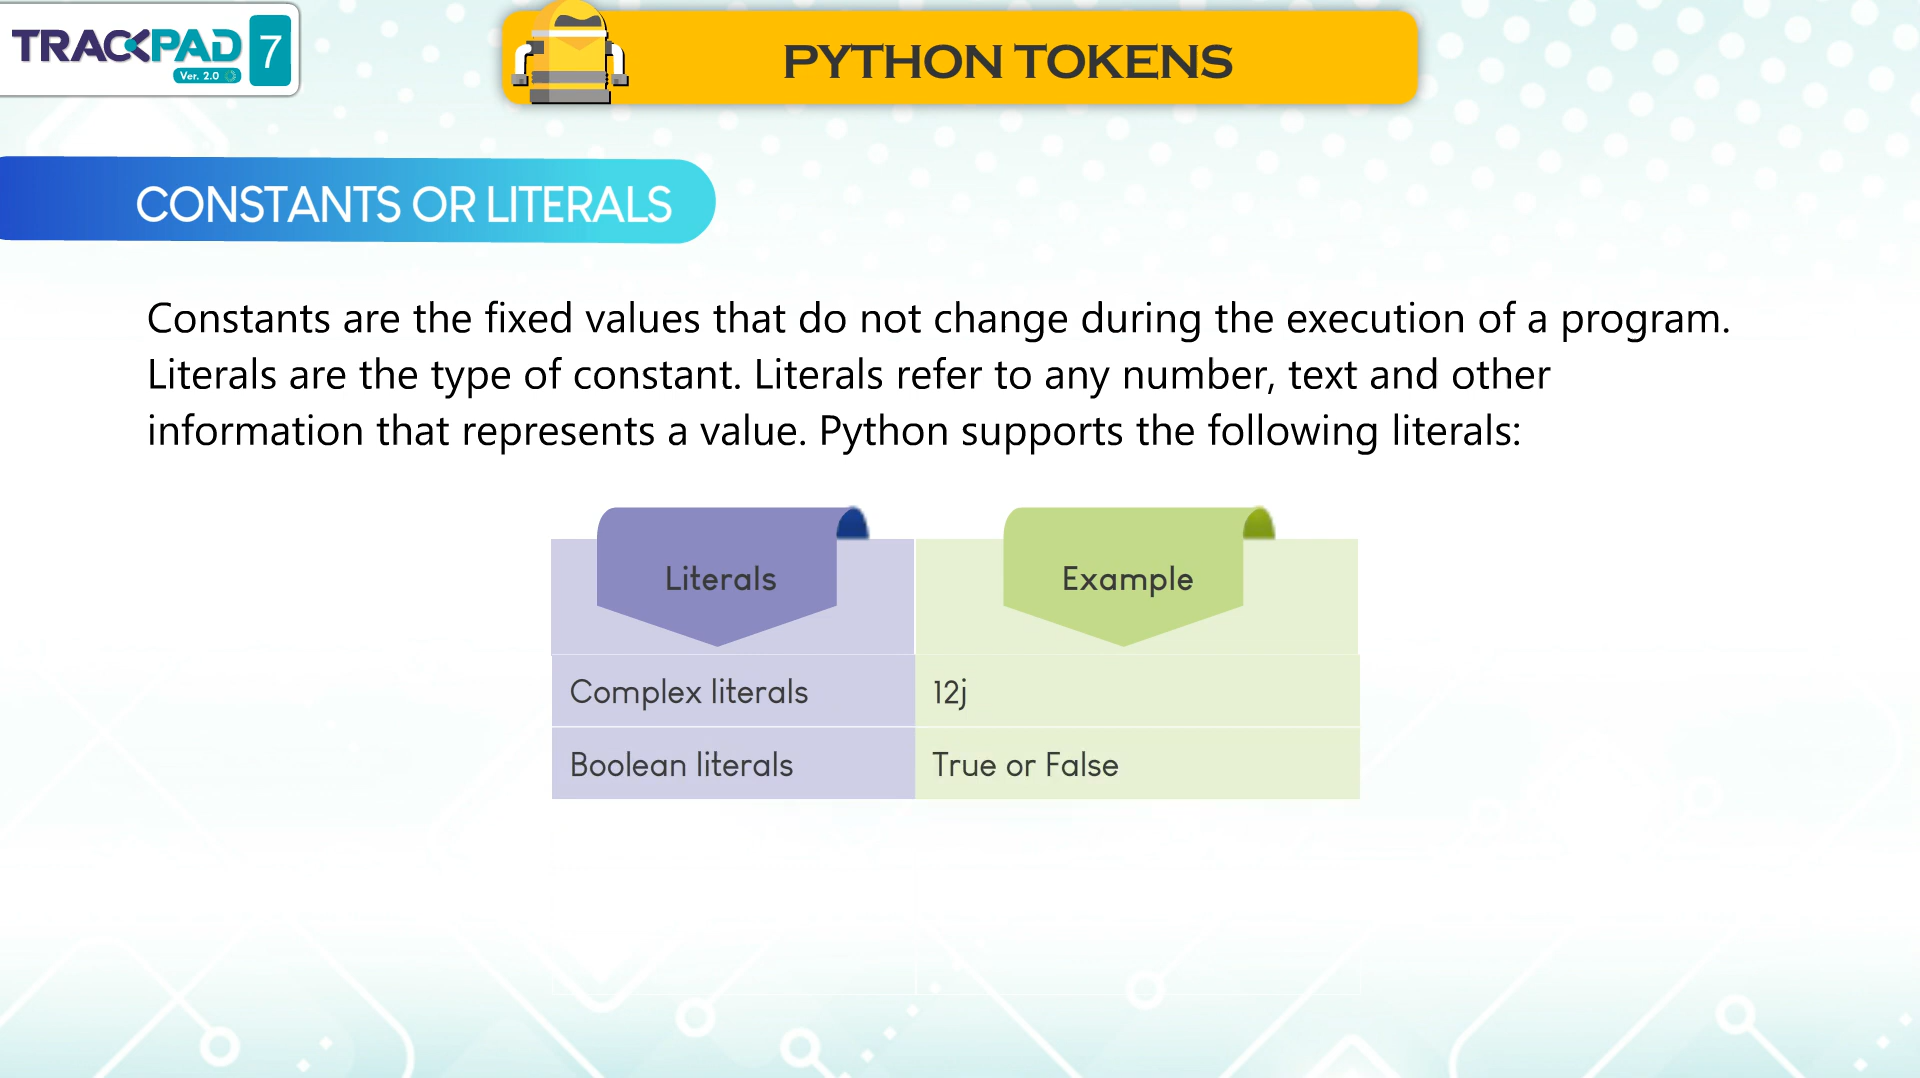 TRACKPAD 7
Ver. 2.0
PYTHON TOKENS
CONSTANTS OR LITERALS
Constants are the fixed values that do not change during the execution of a program.
Literals are the type of constant. Literals refer to any number, text and other
information that represents a value. Python supports the following literals:
Literals Example
Complex literals 12j
Boolean literals True or False